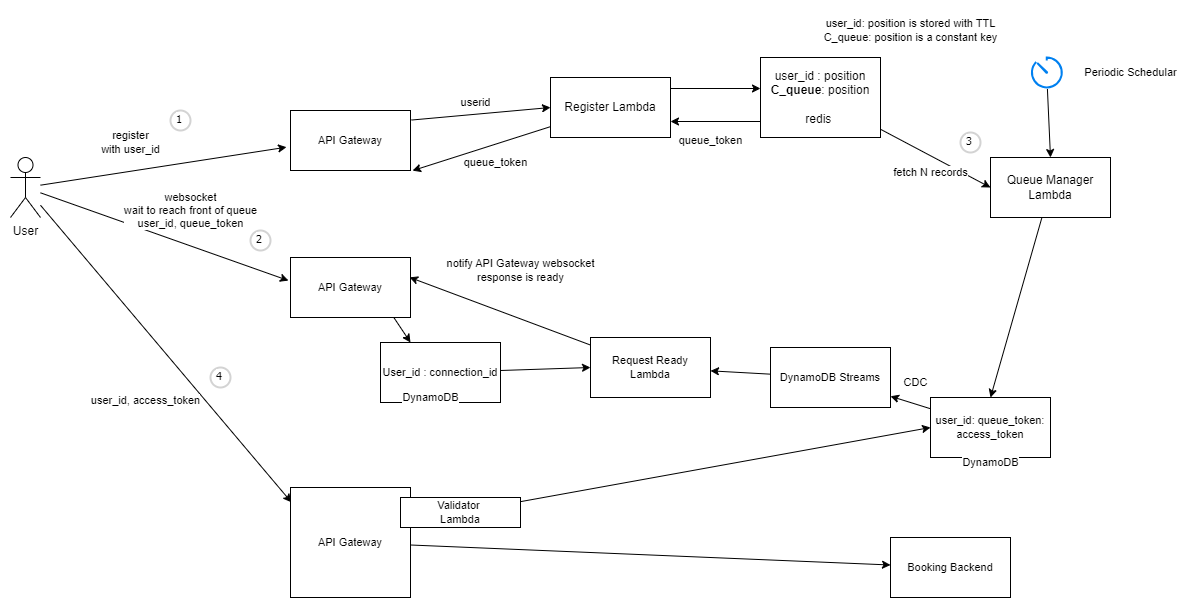 user_id: position is stored with TTL
C_queue: position is a constant key
user_id : position
C_queue: position
redis
Periodic Schedular
1
register
with user_id
API Gateway
userid
Register Lambda
queue_token
queue_token
3
fetch N records
Queue Manager
Lambda
User
websocket
wait to reach front of queue
user_id, queue_token
2
API Gateway
notify API Gateway websocket
response is ready
User_id : connection_id
DynamoDB
Request Ready
Lambda
DynamoDB Streams
CDC
user_id: queue_token:
access_token
DynamoDB
4
user_id, access_token
API Gateway
Validator
Lambda
Booking Backend